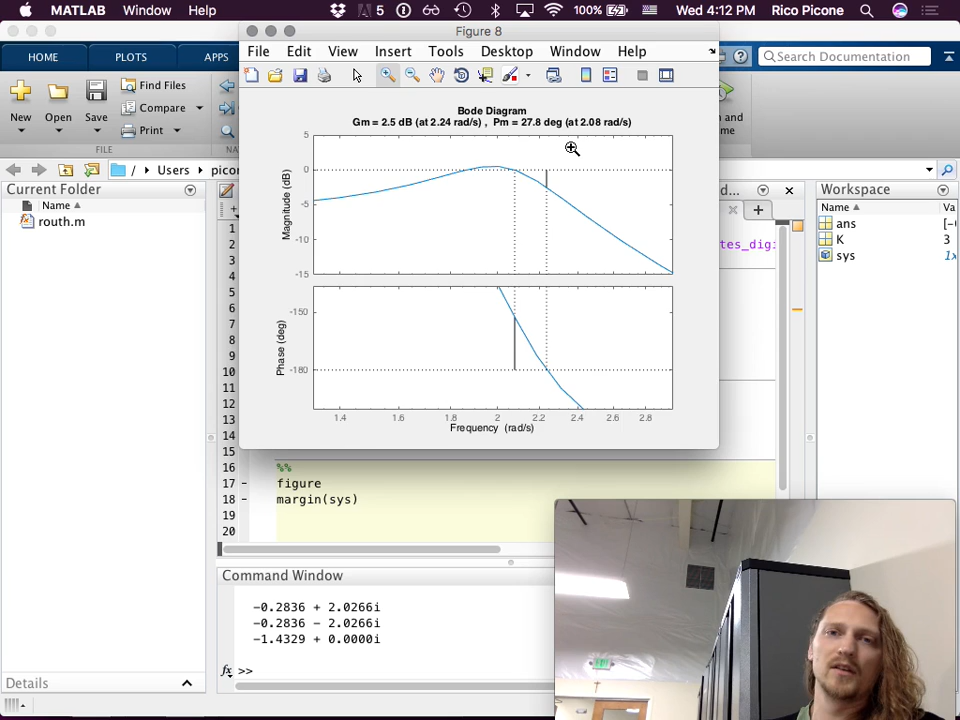 MATLAB Window Help 5 100% Wed 4:12 PM Rico Picone
Figure 8
File Edit View Insert Tools Desktop Window Help
HOME PLOTS APPS
Search Documentation
New Open Save
Find Files
Compare
Print
FILE
and
me
/ Users
Current Folder
Name
routh.m
Details
Bode Diagram
Gm = 2.5 dB (at 2.24 rad/s) , Pm = 27.8 deg (at 2.08 rad/s)
Magnitude (dB)
5
0
-5
-10
-15
Phase (deg)
-150
-180
1.4 1.6 1.8 2 2.2 2.4 2.6 2.8
Frequency (rad/s)
1
2
3
4
5
6
7
8
9
10
11
12
13
14
15
16 %%
17 - figure
18 - margin(sys)
19
20
Command Window
-0.2836 + 2.0266i
-0.2836 - 2.0266i
-1.4329 + 0.0000i
fx >>
Workspace
Name Va
ans [-
K 3
sys 1x